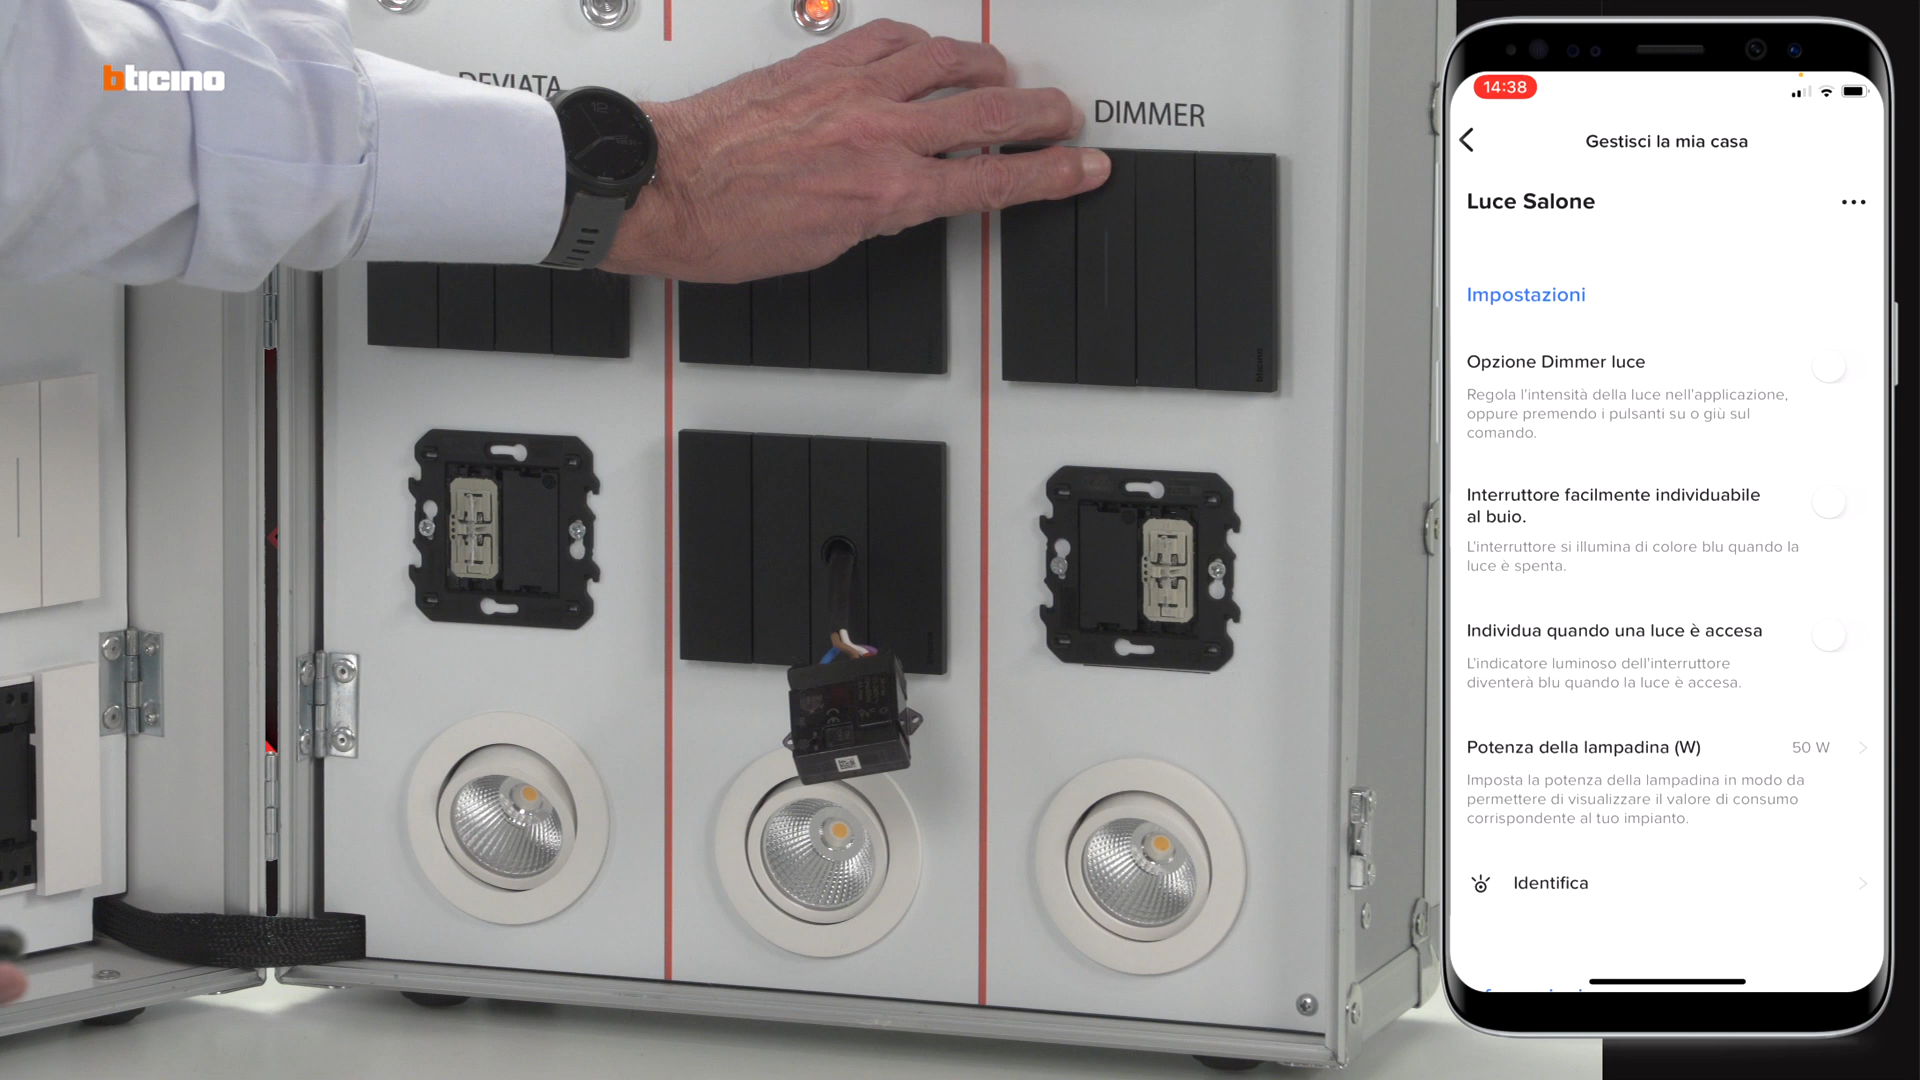 bticino
DEVIATA
DIMMER
bticino
14:38
Gestisci la mia casa
Luce Salone
Impostazioni
Opzione Dimmer luce
Regola l'intensità della luce nell'applicazione,
oppure premendo i pulsanti su o giù sul
comando.
Interruttore facilmente individuabile
al buio.
L'interruttore si illumina di colore blu quando la
luce è spenta.
Individua quando una luce è accesa
L'indicatore luminoso dell'interruttore
diventerà blu quando la luce è accesa.
Potenza della lampadina (W)
50 W
Imposta la potenza della lampadina in modo da
permettere di visualizzare il valore di consumo
corrispondente al tuo impianto.
Identifica